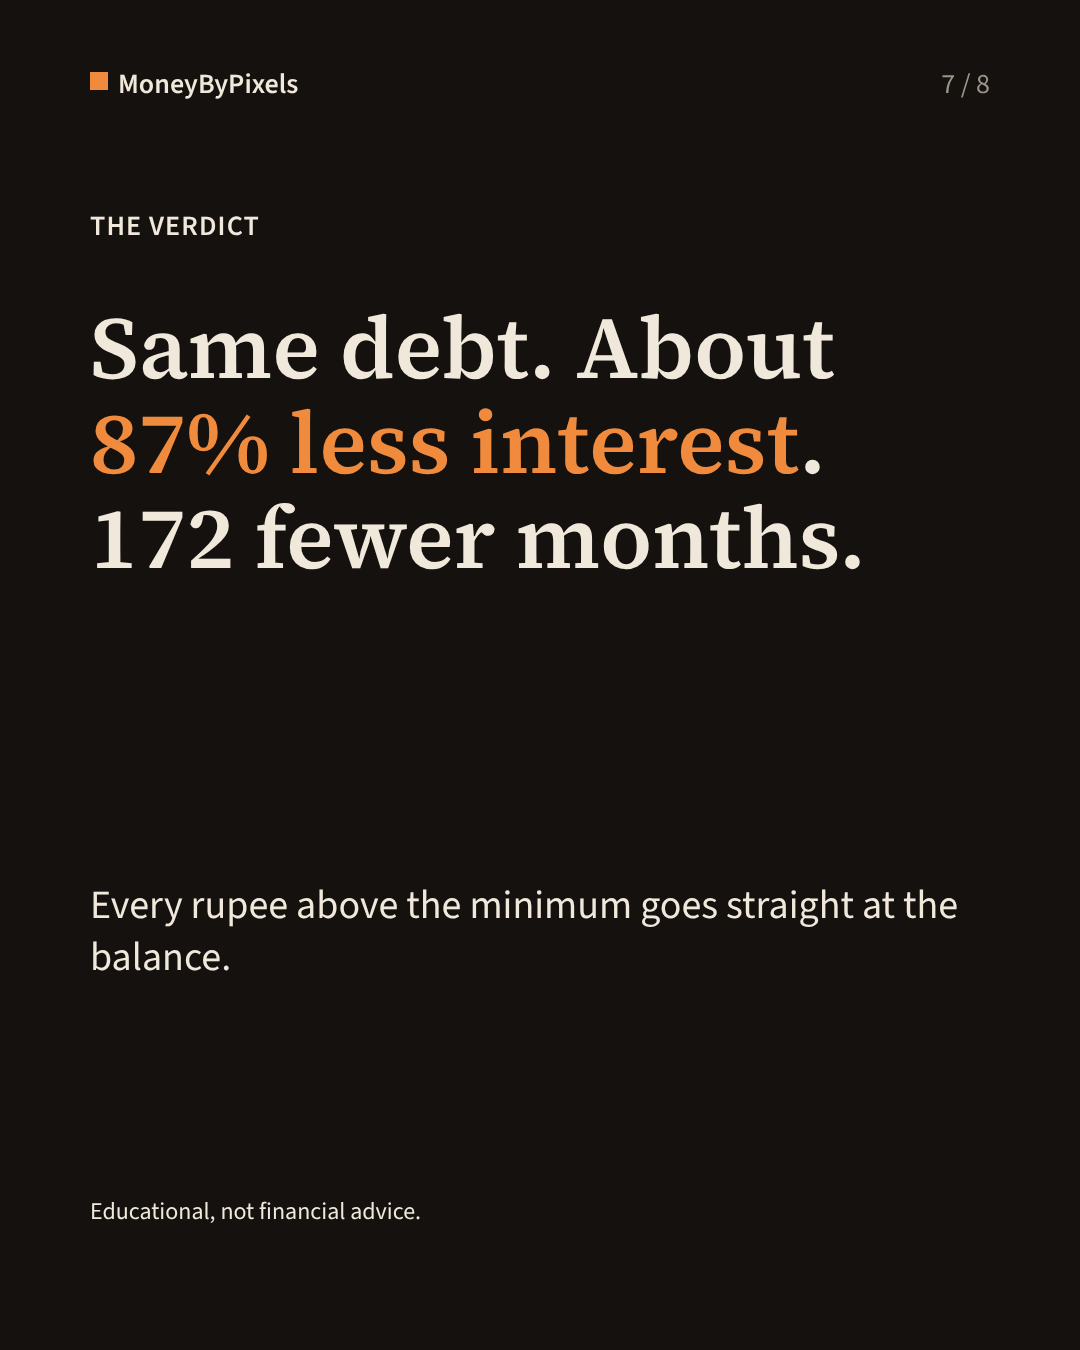 MoneyByPixels
7 / 8
THE VERDICT
Same debt. About
87% less interest.
172 fewer months.
Every rupee above the minimum goes straight at the
balance.
Educational, not financial advice.